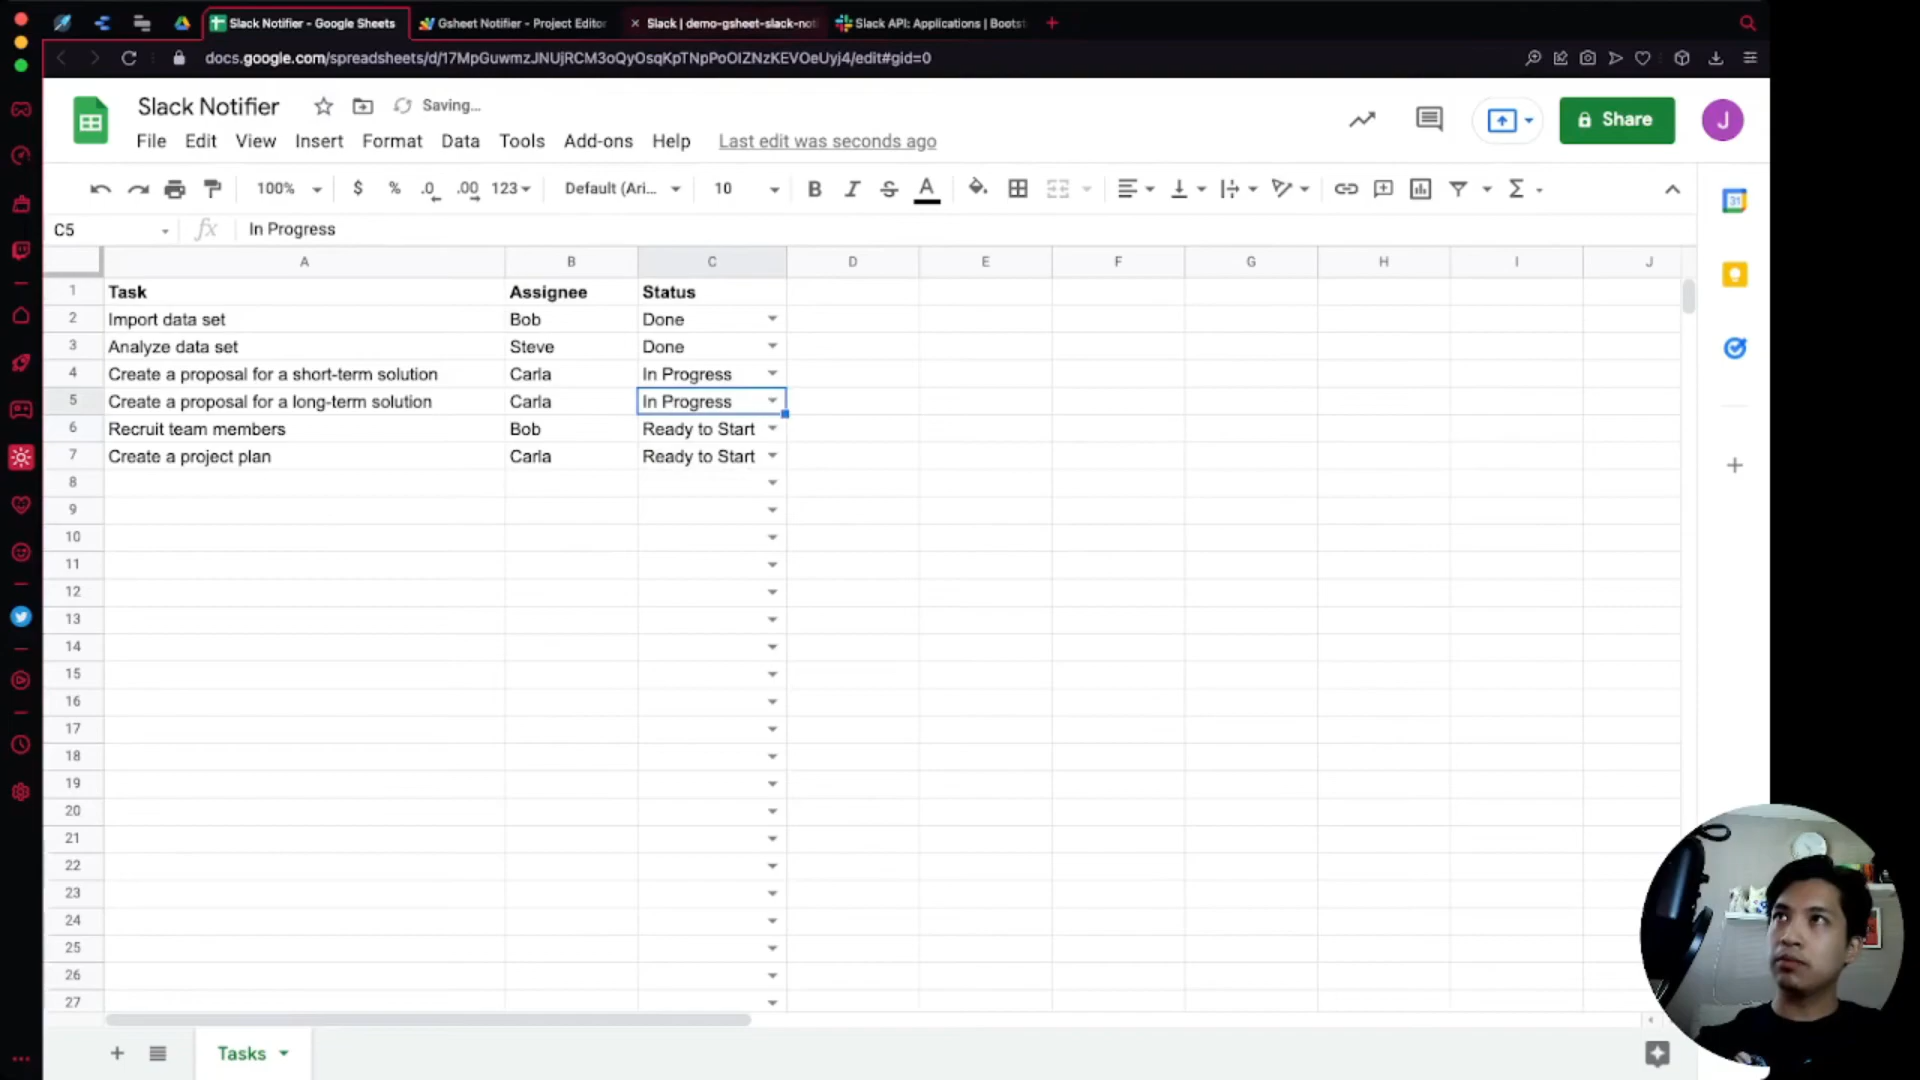 Slack Notifier - Google Sheets
Gsheet Notifier - Project Editor
Slack | demo-gsheet-slack-noti
Slack API: Applications | Bootst
docs.google.com/spreadsheets/d/17MpGuwmzJNUjRCM3oQyOsqKpTNpPoOIZNzKEVOeUyj4/edit#gid=0
Slack Notifier
Saving...
File Edit View Insert Format Data Tools Add-ons Help Last edit was seconds ago
Share
J
100% $ % .0 .00 123 Default (Ari... 10 B I S A Σ
31
C5 fx In Progress
A B C D E F G H I J
1 Task Assignee Status
2 Import data set Bob Done
3 Analyze data set Steve Done
4 Create a proposal for a short-term solution Carla In Progress
5 Create a proposal for a long-term solution Carla In Progress
6 Recruit team members Bob Ready to Start
7 Create a project plan Carla Ready to Start
8
9
10
11
12
13
14
15
16
17
18
19
20
21
22
23
24
25
26
27
Tasks